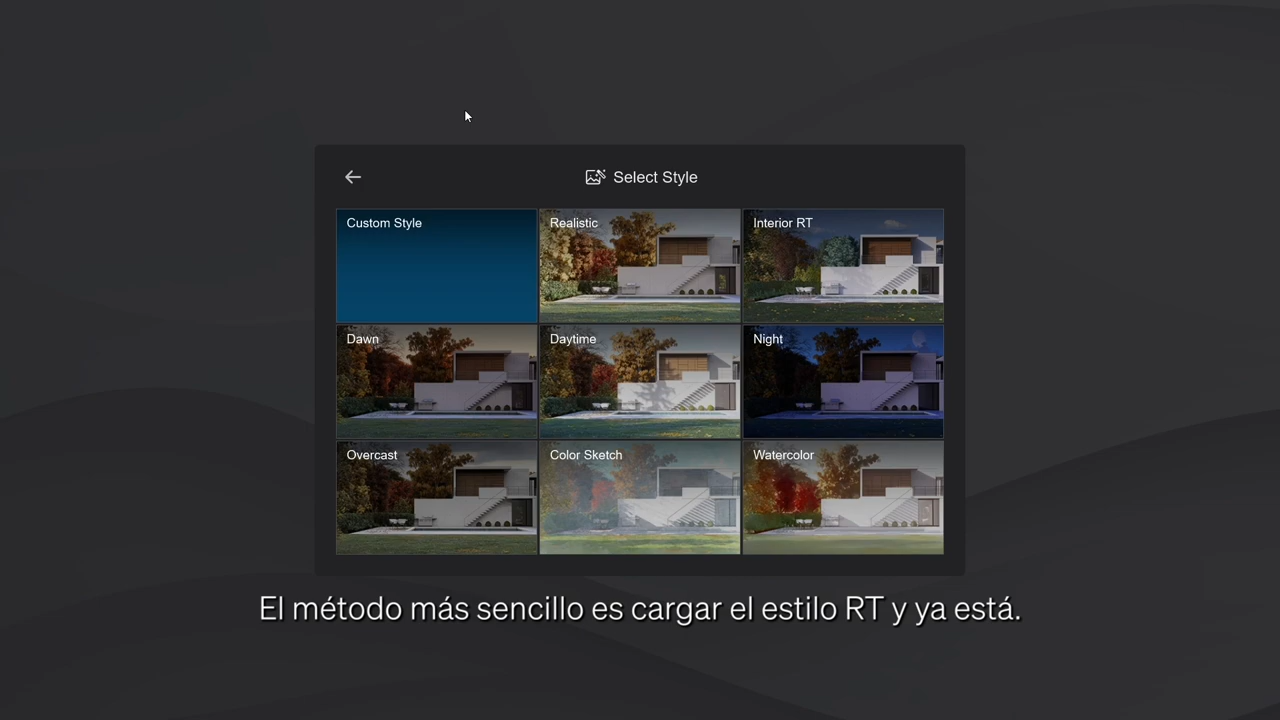 Select Style
Custom Style
Realistic
Interior RT
Dawn
Daytime
Night
Overcast
Color Sketch
Watercolor
El método más sencillo es cargar el estilo RT y ya está.